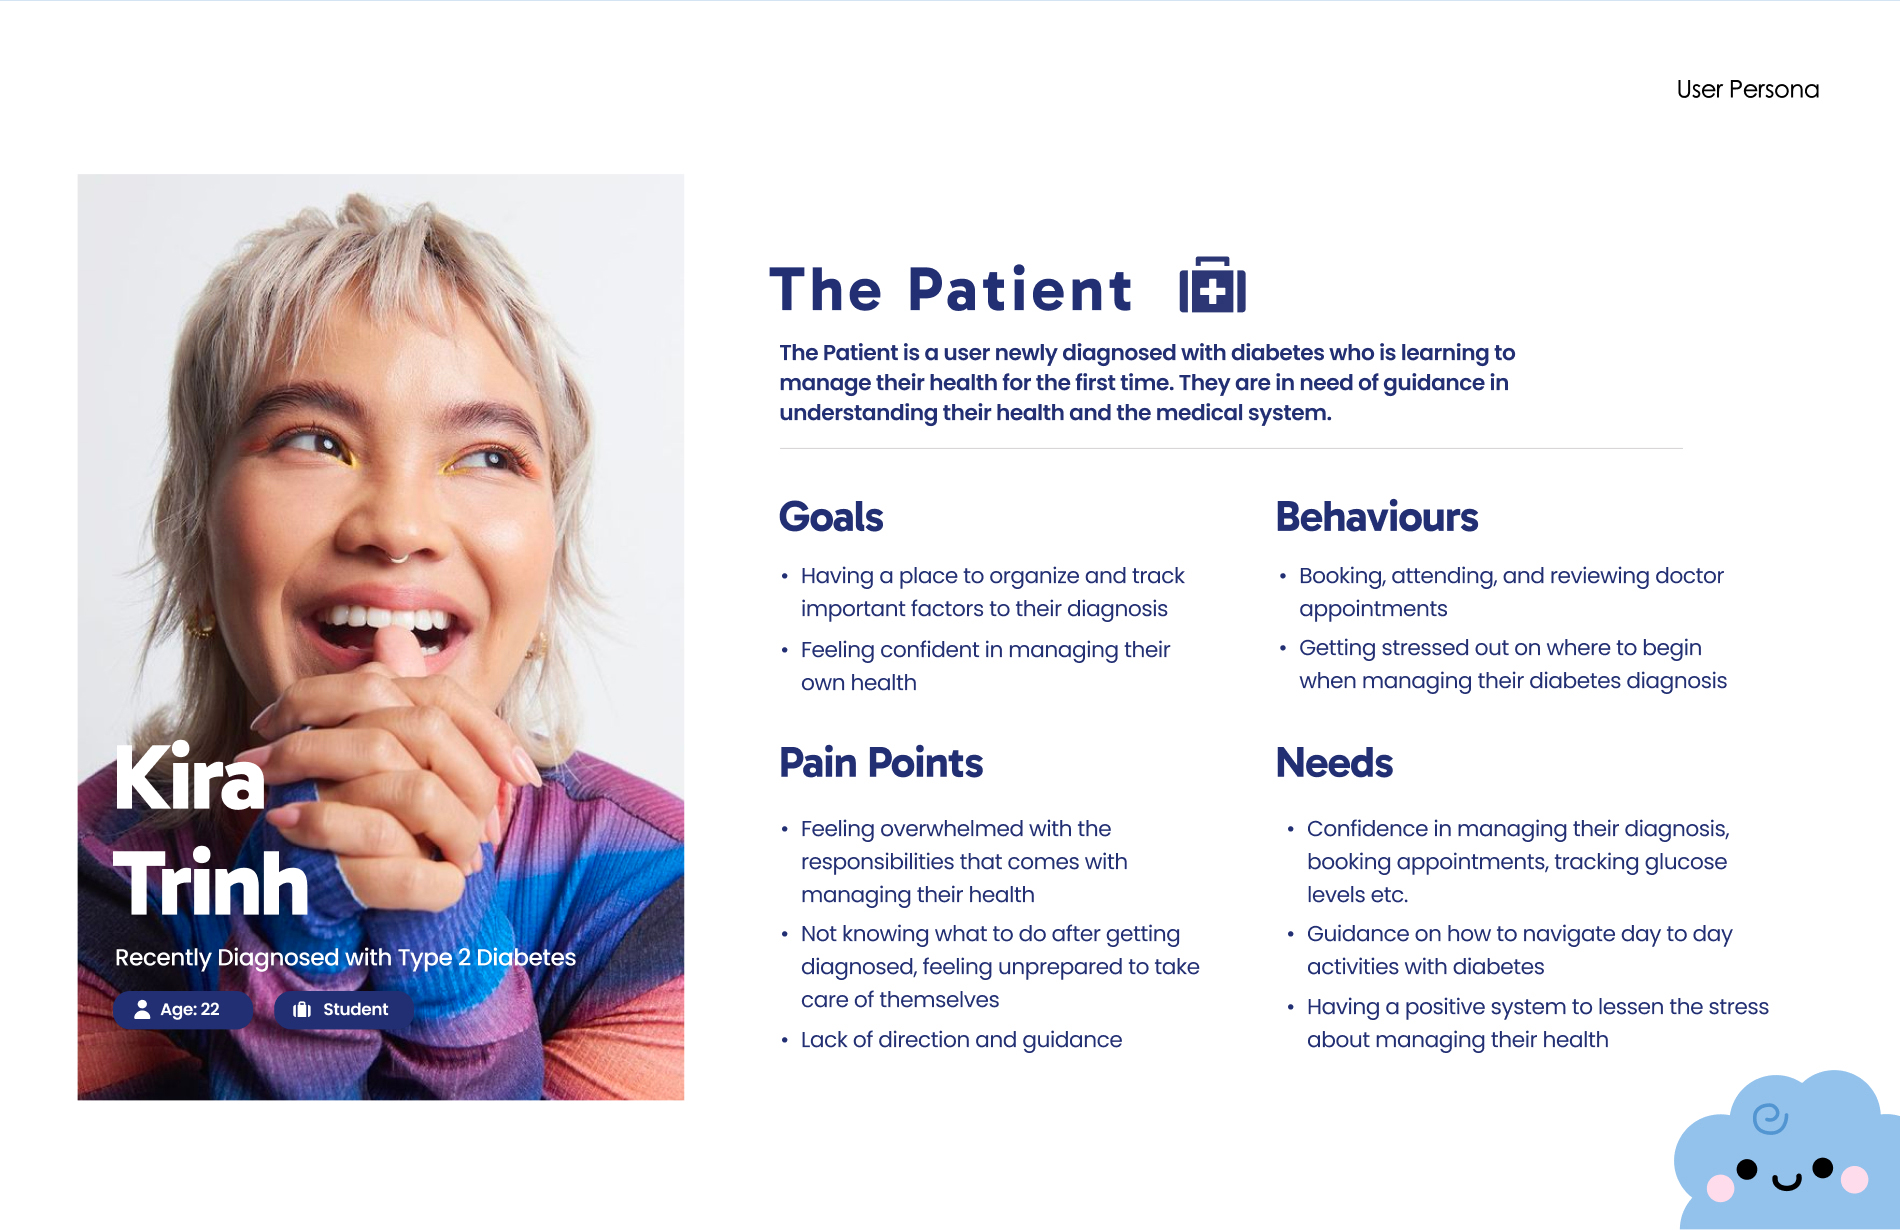 User Persona
Kira
Trinh
Recently Diagnosed with Type 2 Diabetes
Age: 22
Student
The Patient
The Patient is a user newly diagnosed with diabetes who is learning to
manage their health for the first time. They are in need of guidance in
understanding their health and the medical system.
Goals
• Having a place to organize and track
important factors to their diagnosis
• Feeling confident in managing their
own health
Behaviours
• Booking, attending, and reviewing doctor
appointments
• Getting stressed out on where to begin
when managing their diabetes diagnosis
Pain Points
• Feeling overwhelmed with the
responsibilities that comes with
managing their health
• Not knowing what to do after getting
diagnosed, feeling unprepared to take
care of themselves
• Lack of direction and guidance
Needs
• Confidence in managing their diagnosis,
booking appointments, tracking glucose
levels etc.
• Guidance on how to navigate day to day
activities with diabetes
• Having a positive system to lessen the stress
about managing their health